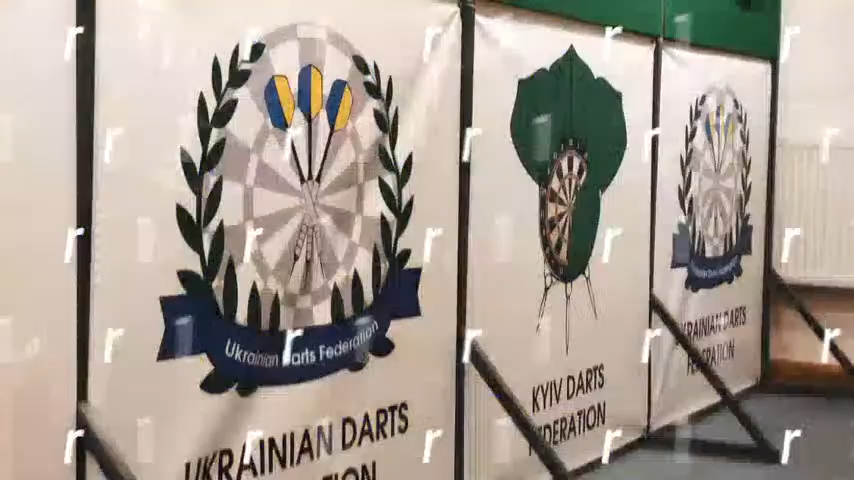 Ukrainian Darts Federation
UKRAINIAN DARTS
KYIV DARTS
FEDERATION
UKRAINIAN DARTS
FEDERATION